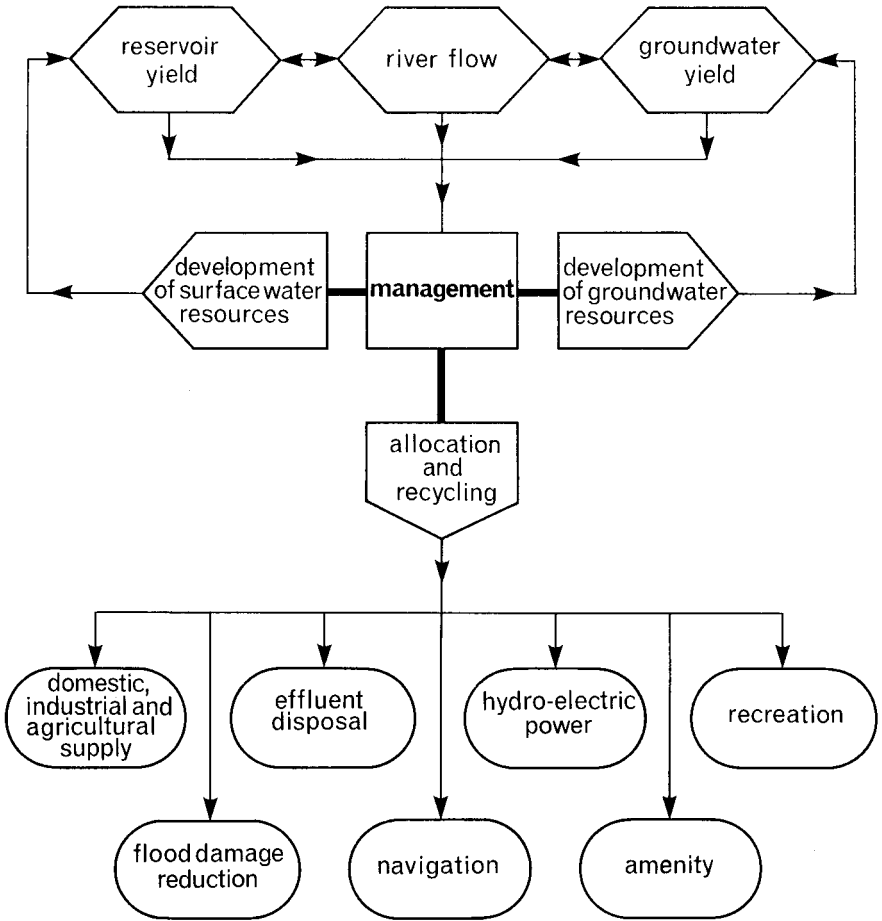 reservoir
yield
river flow
groundwater
yield
development
of surface water
resources
management
development
of groundwater
resources
allocation
and
recycling
domestic,
industrial and
agricultural
supply
effluent
disposal
hydro-electric
power
recreation
flood damage
reduction
navigation
amenity